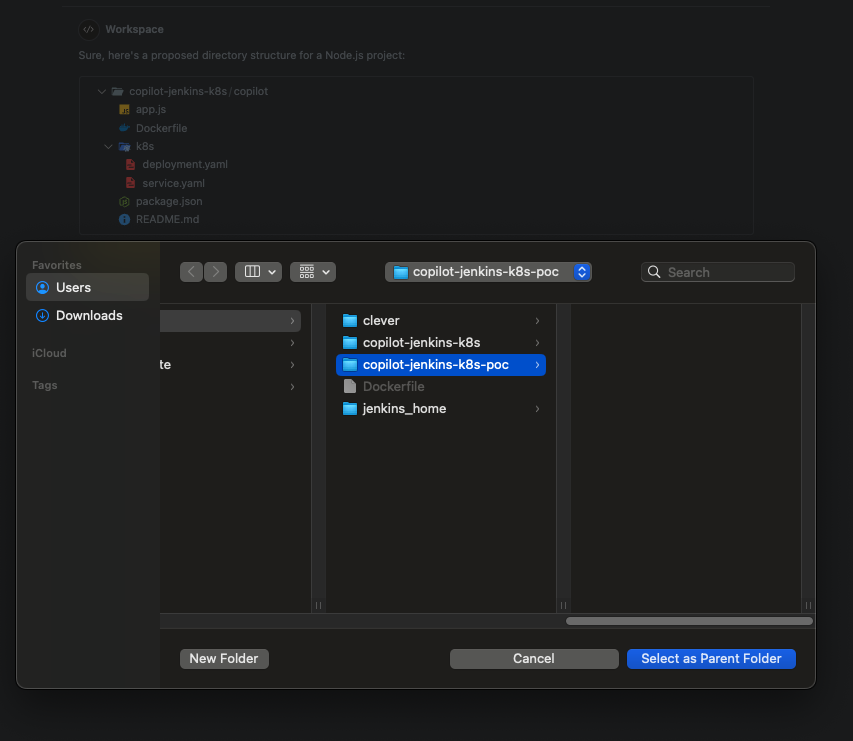 Workspace
Sure, here's a proposed directory structure for a Node.js project:
copilot-jenkins-k8s/copilot
JS app.js
Dockerfile
k8s
deployment.yaml
service.yaml
package.json
README.md
Favorites
Users
Downloads
iCloud
Tags
copilot-jenkins-k8s-poc
Search
te
clever
copilot-jenkins-k8s
copilot-jenkins-k8s-poc
Dockerfile
jenkins_home
New Folder
Cancel
Select as Parent Folder